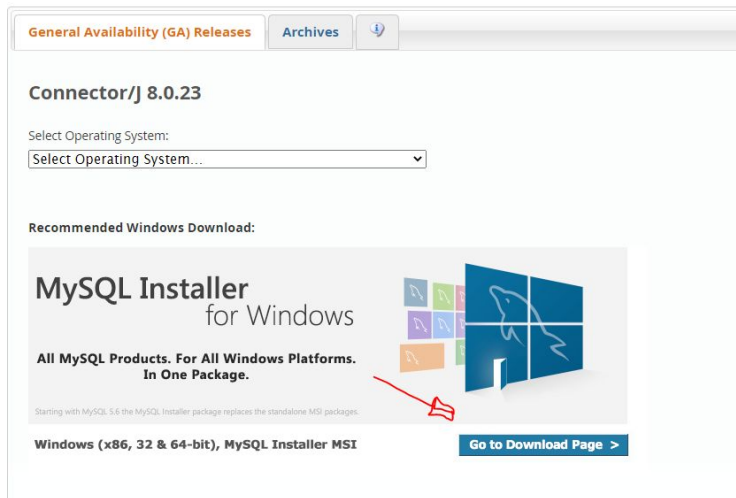 General Availability (GA) Releases
Archives
Connector/J 8.0.23
Select Operating System:
Select Operating System...
Recommended Windows Download:
MySQL Installer
for Windows
All MySQL Products. For All Windows Platforms.
In One Package.
Starting with MySQL 5.6 the MySQL Installer package replaces the standalone MSI packages.
Windows (x86, 32 & 64-bit), MySQL Installer MSI
Go to Download Page >